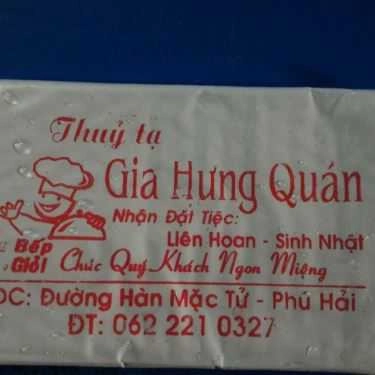 Thuỷ tạ
Gia Hưng Quán
Nhận Đặt Tiệc:
Liên Hoan - Sinh Nhật
Bếp
Giỏi
Chúc Quý Khách Ngon Miệng
ĐC: Đường Hàn Mặc Tử - Phú Hải
ĐT: 062 221 0327